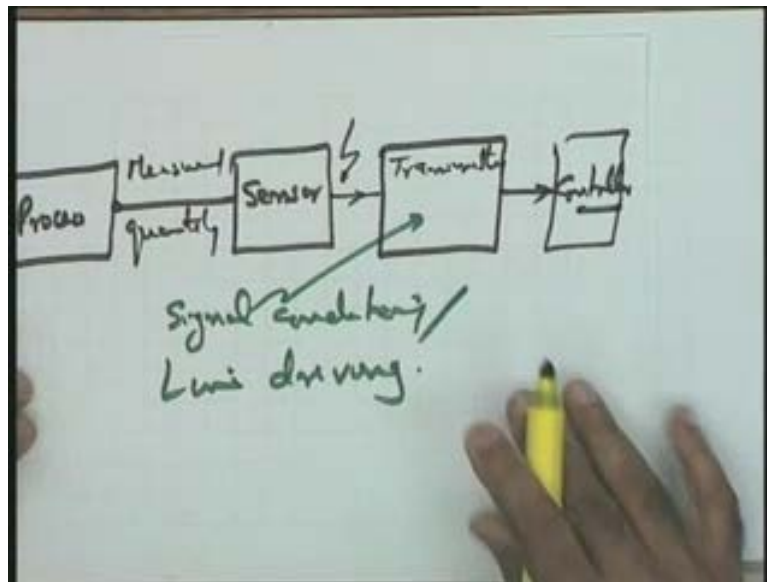 Process
Measured
quantity
Sensor
Transmitter
Controller
Signal conditioning/
Line driving.